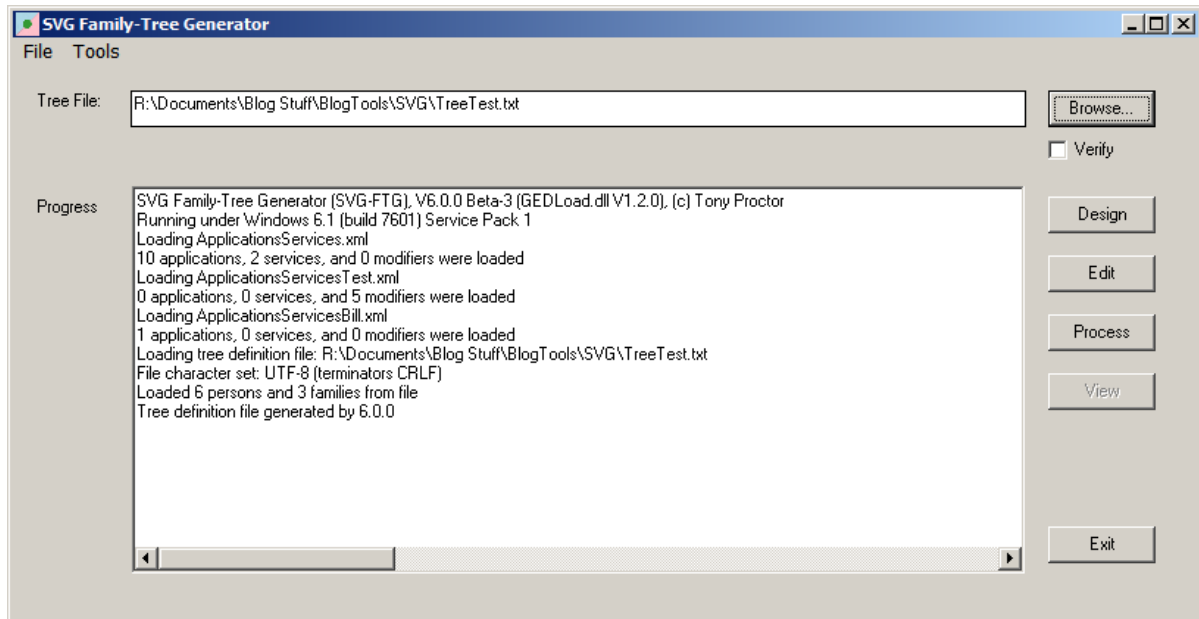 SVG Family-Tree Generator
File Tools
Tree File:
R:\Documents\Blog Stuff\BlogTools\SVG\TreeTest.txt
Browse...
Verify
Progress
SVG Family-Tree Generator (SVG-FTG), V6.0.0 Beta-3 (GEDLoad.dll V1.2.0), (c) Tony Proctor
Running under Windows 6.1 (build 7601) Service Pack 1
Loading ApplicationsServices.xml
10 applications, 2 services, and 0 modifiers were loaded
Loading ApplicationsServicesTest.xml
0 applications, 0 services, and 5 modifiers were loaded
Loading ApplicationsServicesBill.xml
1 applications, 0 services, and 0 modifiers were loaded
Loading tree definition file: R:\Documents\Blog Stuff\BlogTools\SVG\TreeTest.txt
File character set: UTF-8 (terminators CRLF)
Loaded 6 persons and 3 families from file
Tree definition file generated by 6.0.0
Design
Edit
Process
View
Exit